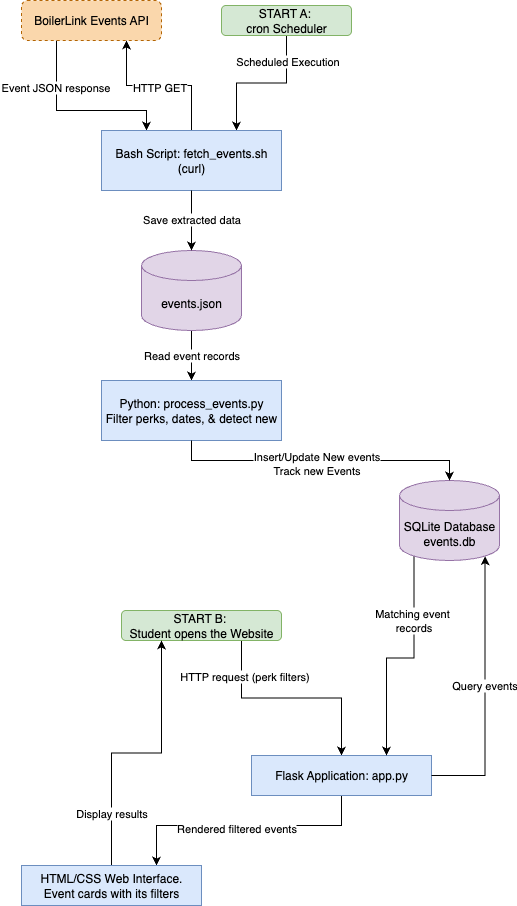 BoilerLink Events API
START A:
cron Scheduler
Scheduled Execution
Event JSON response
HTTP GET
Bash Script: fetch_events.sh
(curl)
Save extracted data
events.json
Read event records
Python: process_events.py
Filter perks, dates, & detect new
Insert/Update New events
Track new Events
SQLite Database
events.db
START B:
Student opens the Website
Matching event
records
HTTP request (perk filters)
Query events
Flask Application: app.py
Display results
Rendered filtered events
HTML/CSS Web Interface.
Event cards with its filters